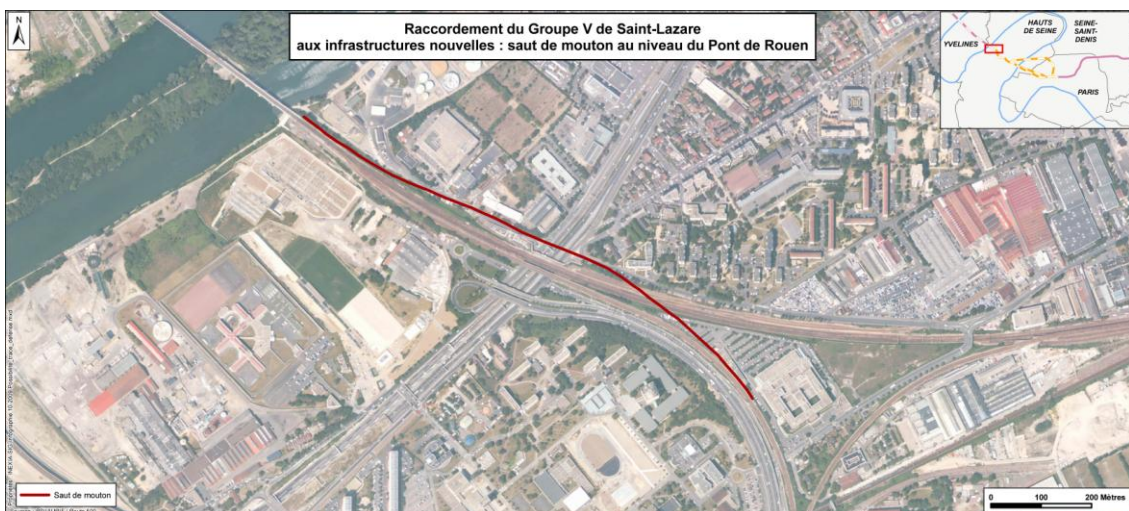 Raccordement du Groupe V de Saint-Lazare
aux infrastructures nouvelles : saut de mouton au niveau du Pont de Rouen
N
HAUTS
DE SEINE
SEINE-
SAINT-
DENIS
YVELINES
PARIS
Saut de mouton
0 100 200 Mètres